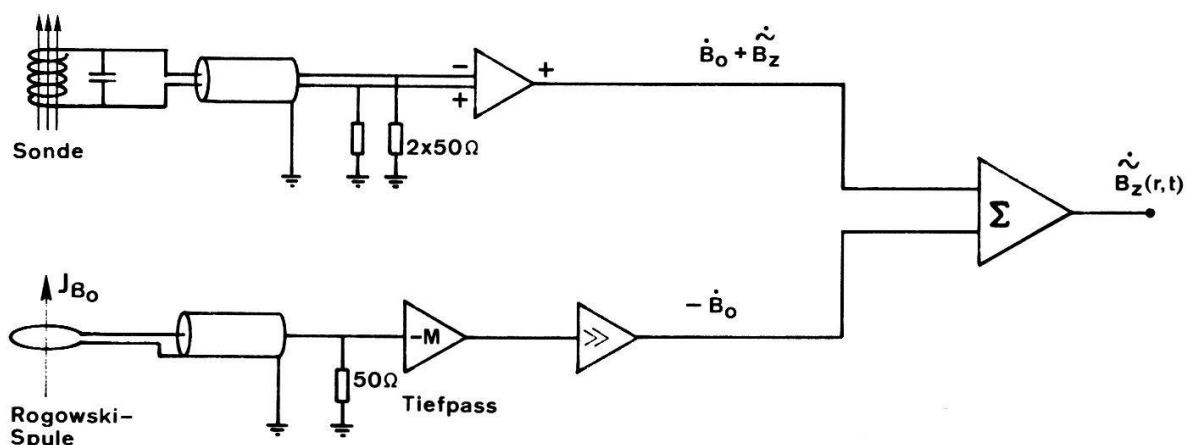 Sonde
−
+
+
2x50Ω
Ḃ₀ + Ḃ̃z
Σ
Ḃ̃z(r,t)
J_B₀
Rogowski–
Spule
50Ω
-M
Tiefpass
≫
− Ḃ₀